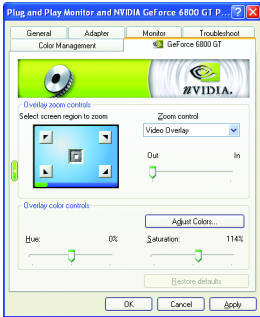 Plug and Play Monitor and NVIDIA GeForce 6800 GT P...
General Adapter Monitor Troubleshoot
Color Management GeForce 6800 GT
NVIDIA.
Overlay zoom controls
Select screen region to zoom
Zoom control
Video Overlay
Out In
Overlay color controls
Adjust Colors...
Hue: 0% Saturation: 114%
Restore defaults
OK Cancel Apply